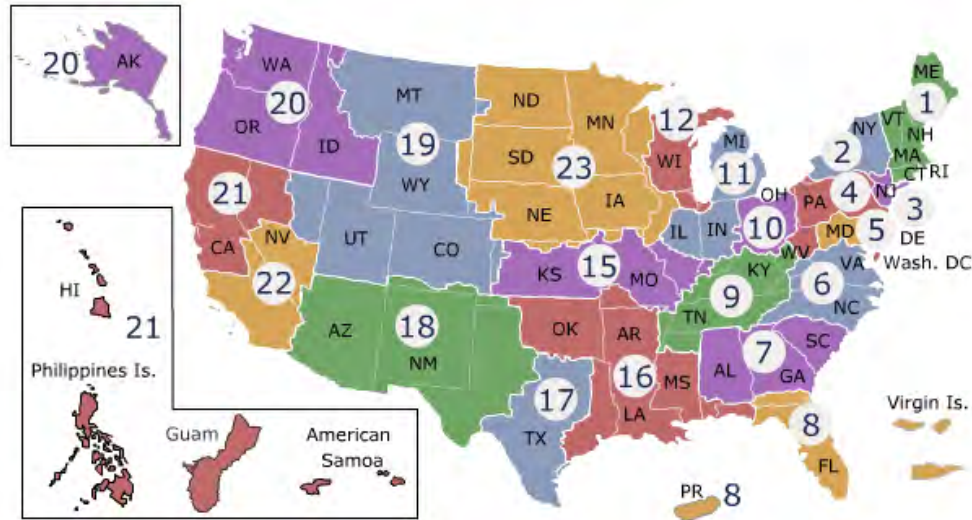 20
AK
WA
20
OR
ID
MT
19
WY
ND
MN
SD
23
NE
IA
12
WI
MI
11
ME
1
VT
NH
NY
2
MA
CT
RI
4
PA
NJ
3
OH
10
MD
5
DE
WV
Wash. DC
VA
6
NC
21
CA
NV
22
UT
CO
IL
IN
KS
15
MO
KY
9
TN
HI
21
Philippines Is.
Guam
American
Samoa
AZ
18
NM
OK
AR
16
MS
LA
17
TX
SC
7
AL
GA
8
FL
Virgin Is.
PR
8